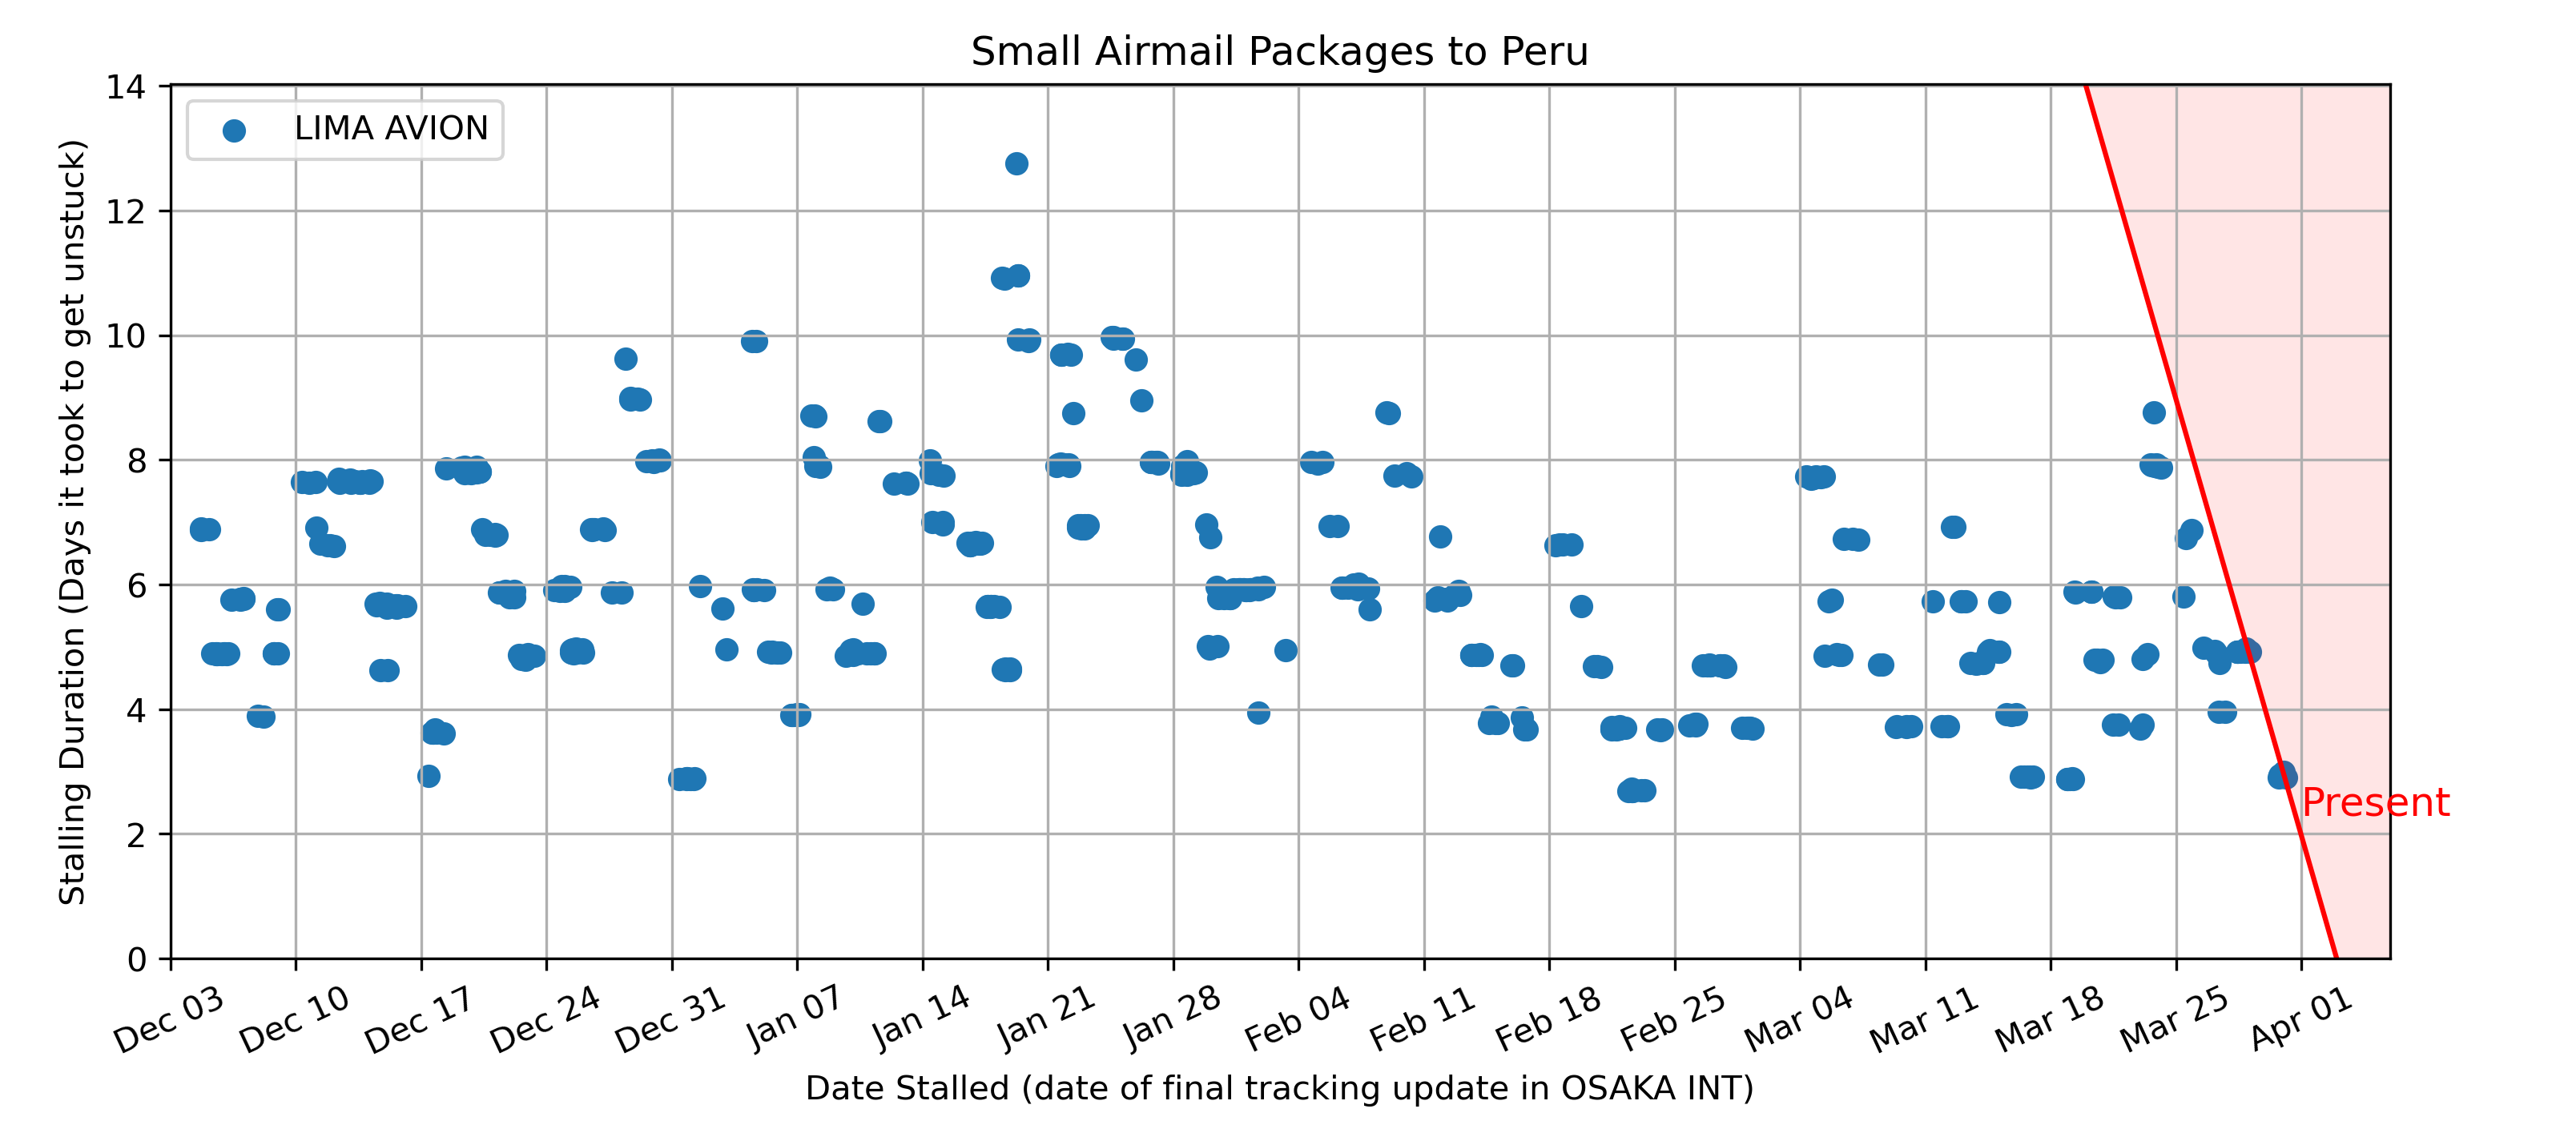 Small Airmail Packages to Peru
LIMA AVION
Stalling Duration (Days it took to get unstuck)
14
12
10
8
6
4
2
0
Present
Dec 03
Dec 10
Dec 17
Dec 24
Dec 31
Jan 07
Jan 14
Jan 21
Jan 28
Feb 04
Feb 11
Feb 18
Feb 25
Mar 04
Mar 11
Mar 18
Mar 25
Apr 01
Date Stalled (date of final tracking update in OSAKA INT)